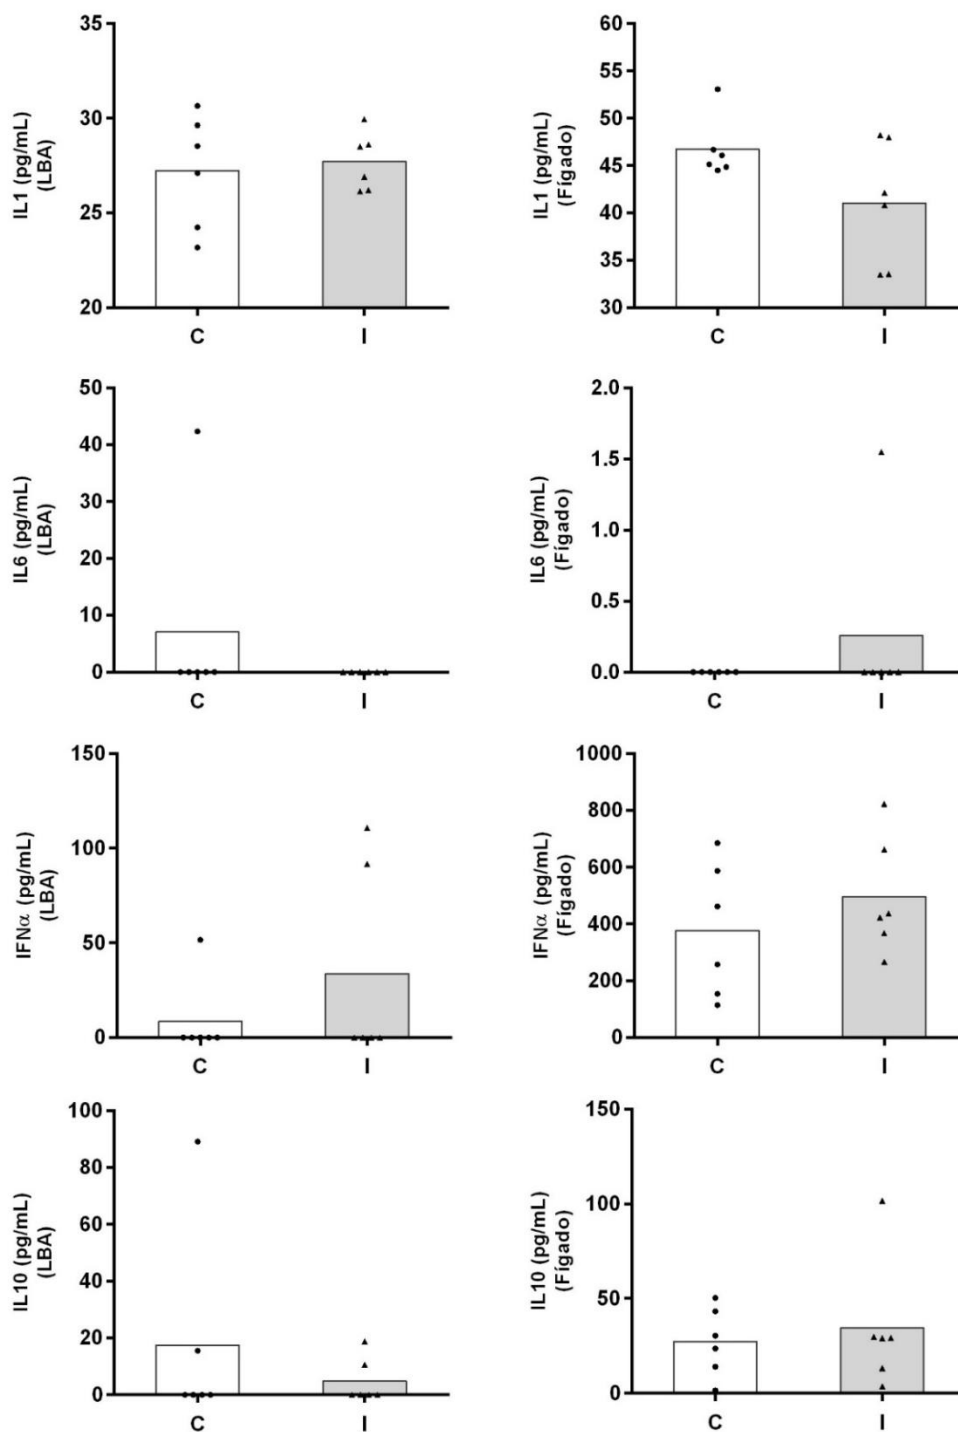 35
30
25
20
IL1 (pg/mL)
(LBA)
C
I
60
55
50
45
40
35
30
IL1 (pg/mL)
(Fígado)
C
I
50
40
30
20
10
0
IL6 (pg/mL)
(LBA)
C
I
2.0
1.5
1.0
0.5
0.0
IL6 (pg/mL)
(Fígado)
C
I
150
100
50
0
IFNα (pg/mL)
(LBA)
C
I
1000
800
600
400
200
0
IFNα (pg/mL)
(Fígado)
C
I
100
80
60
40
20
0
IL10 (pg/mL)
(LBA)
C
I
150
100
50
0
IL10 (pg/mL)
(Fígado)
C
I